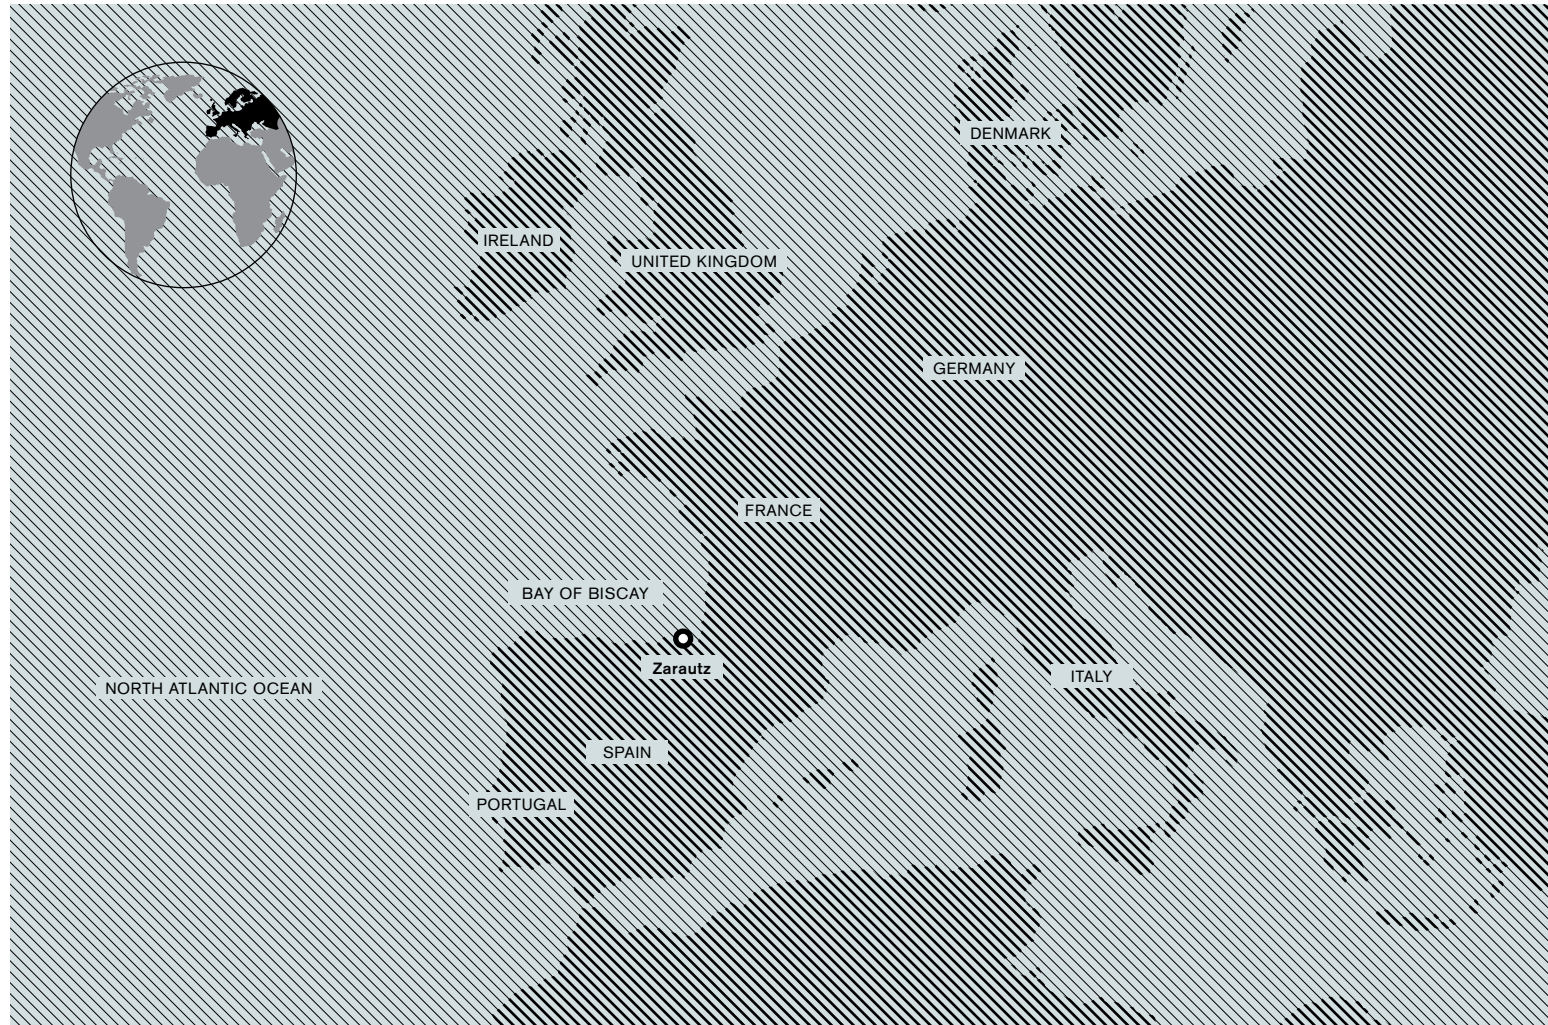 DENMARK
IRELAND
UNITED KINGDOM
GERMANY
FRANCE
BAY OF BISCAY
Zarautz
ITALY
NORTH ATLANTIC OCEAN
SPAIN
PORTUGAL